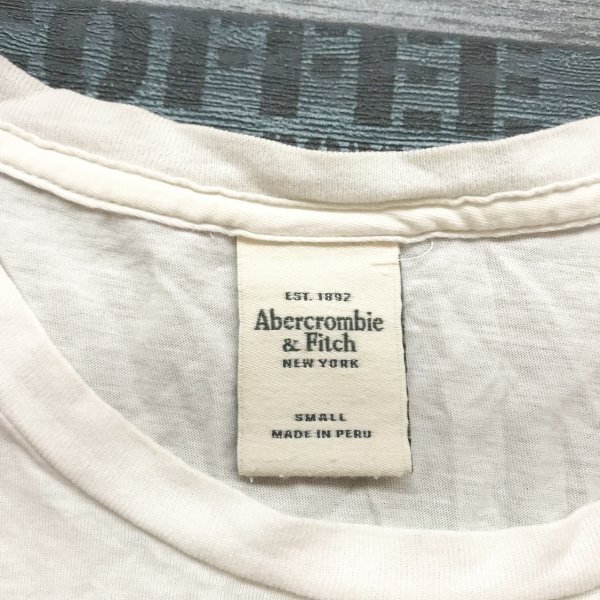 EST. 1892
Abercrombie
& Fitch
NEW YORK
SMALL
MADE IN PERU